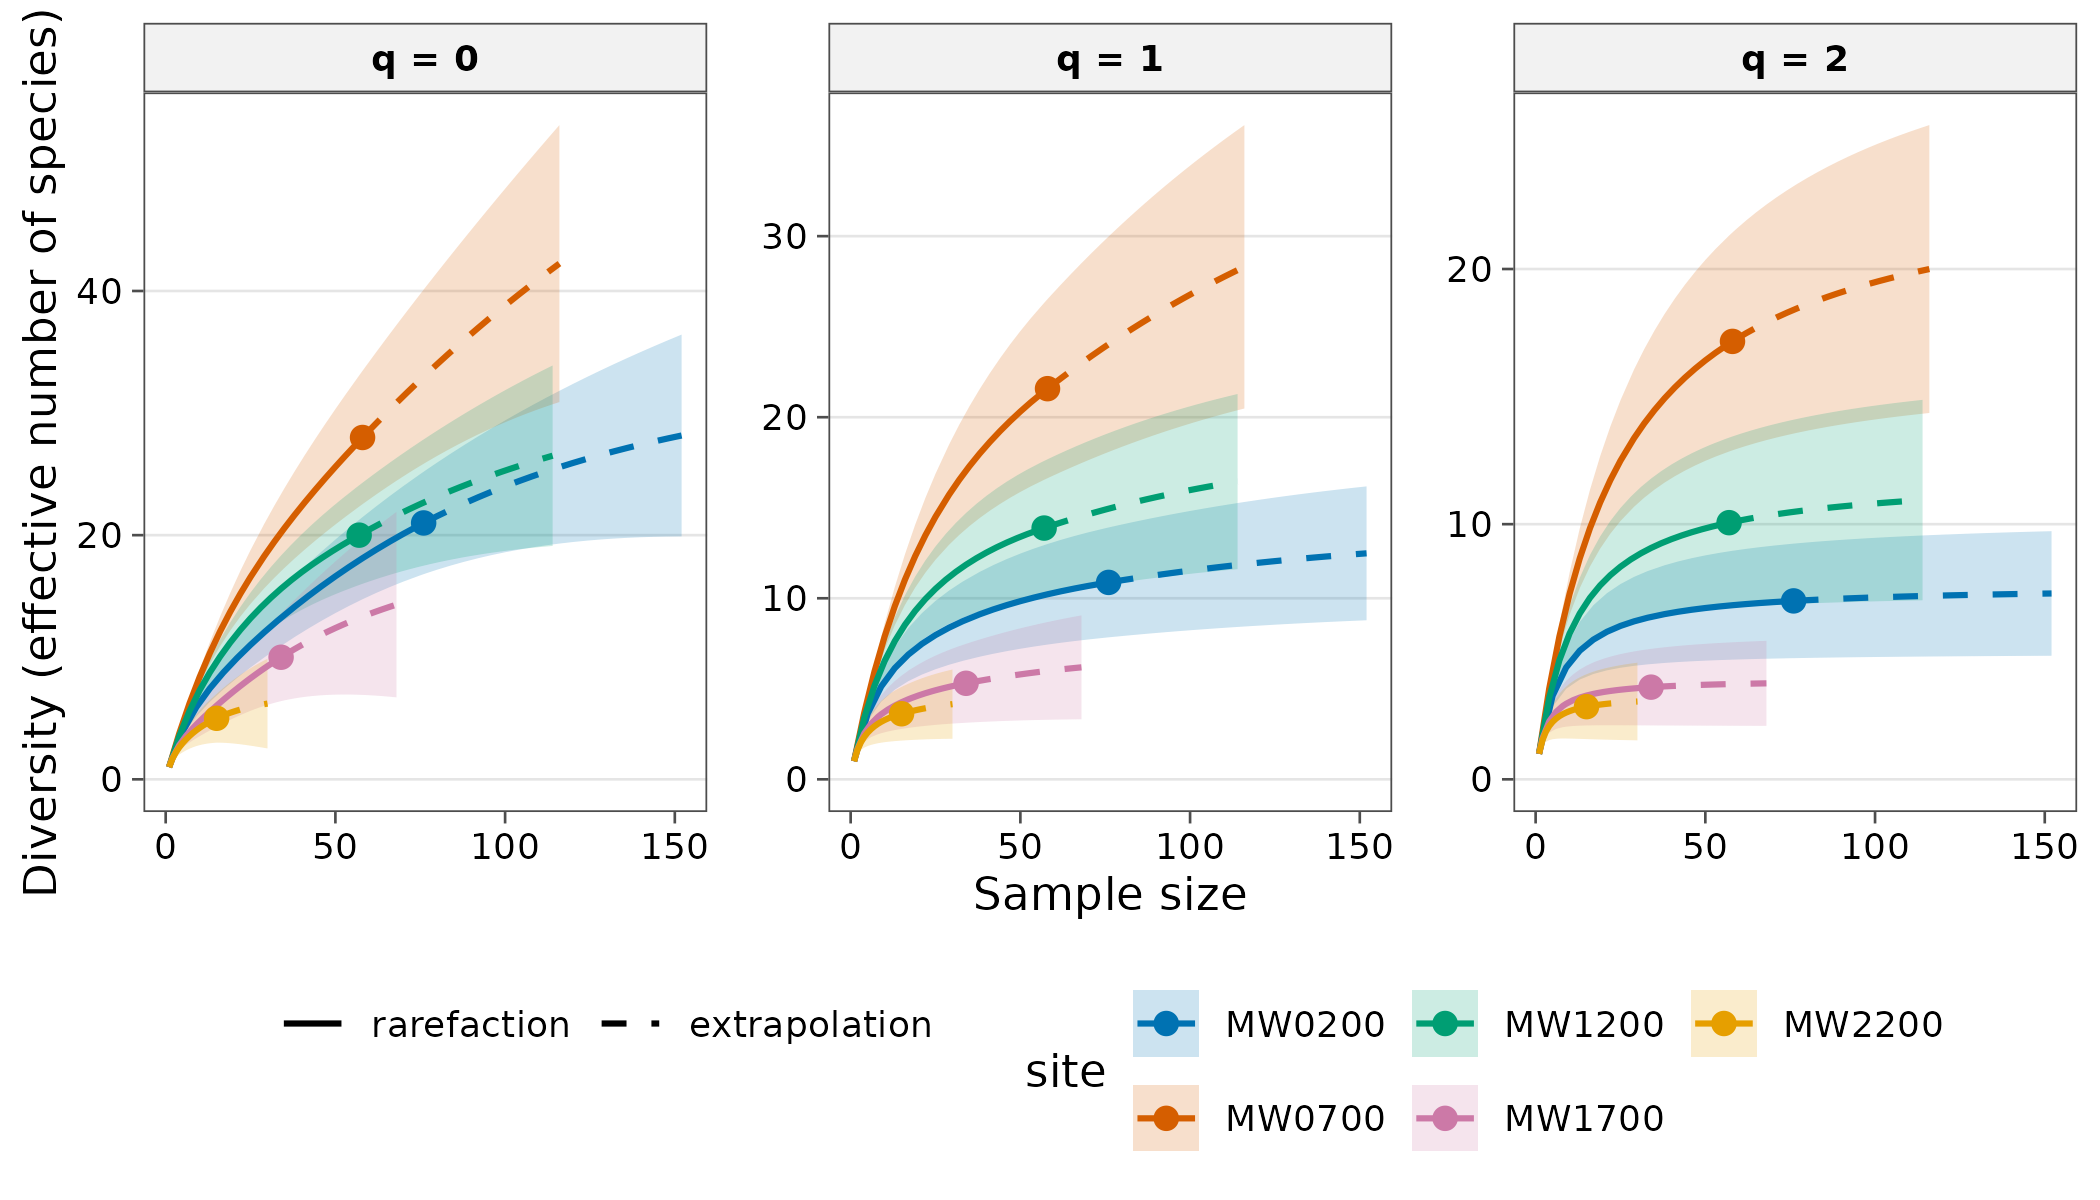 Diversity (effective number of species)
q = 0
q = 1
q = 2
40
20
0
30
20
10
0
20
10
0
0 50 100 150
0 50 100 150
0 50 100 150
Sample size
rarefaction extrapolation
site
MW0200 MW1200 MW2200
MW0700 MW1700